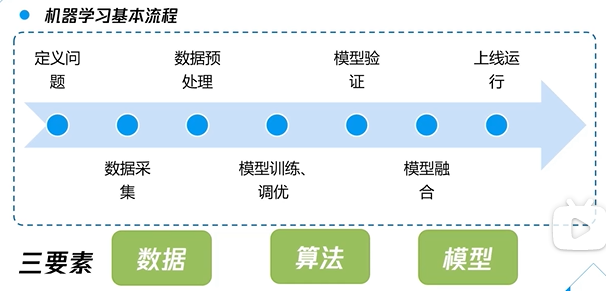 机器学习基本流程
定义问
题
数据预
处理
模型验
证
上线运
行
数据采
集
模型训练、
调优
模型融
合
三要素
数据
算法
模型